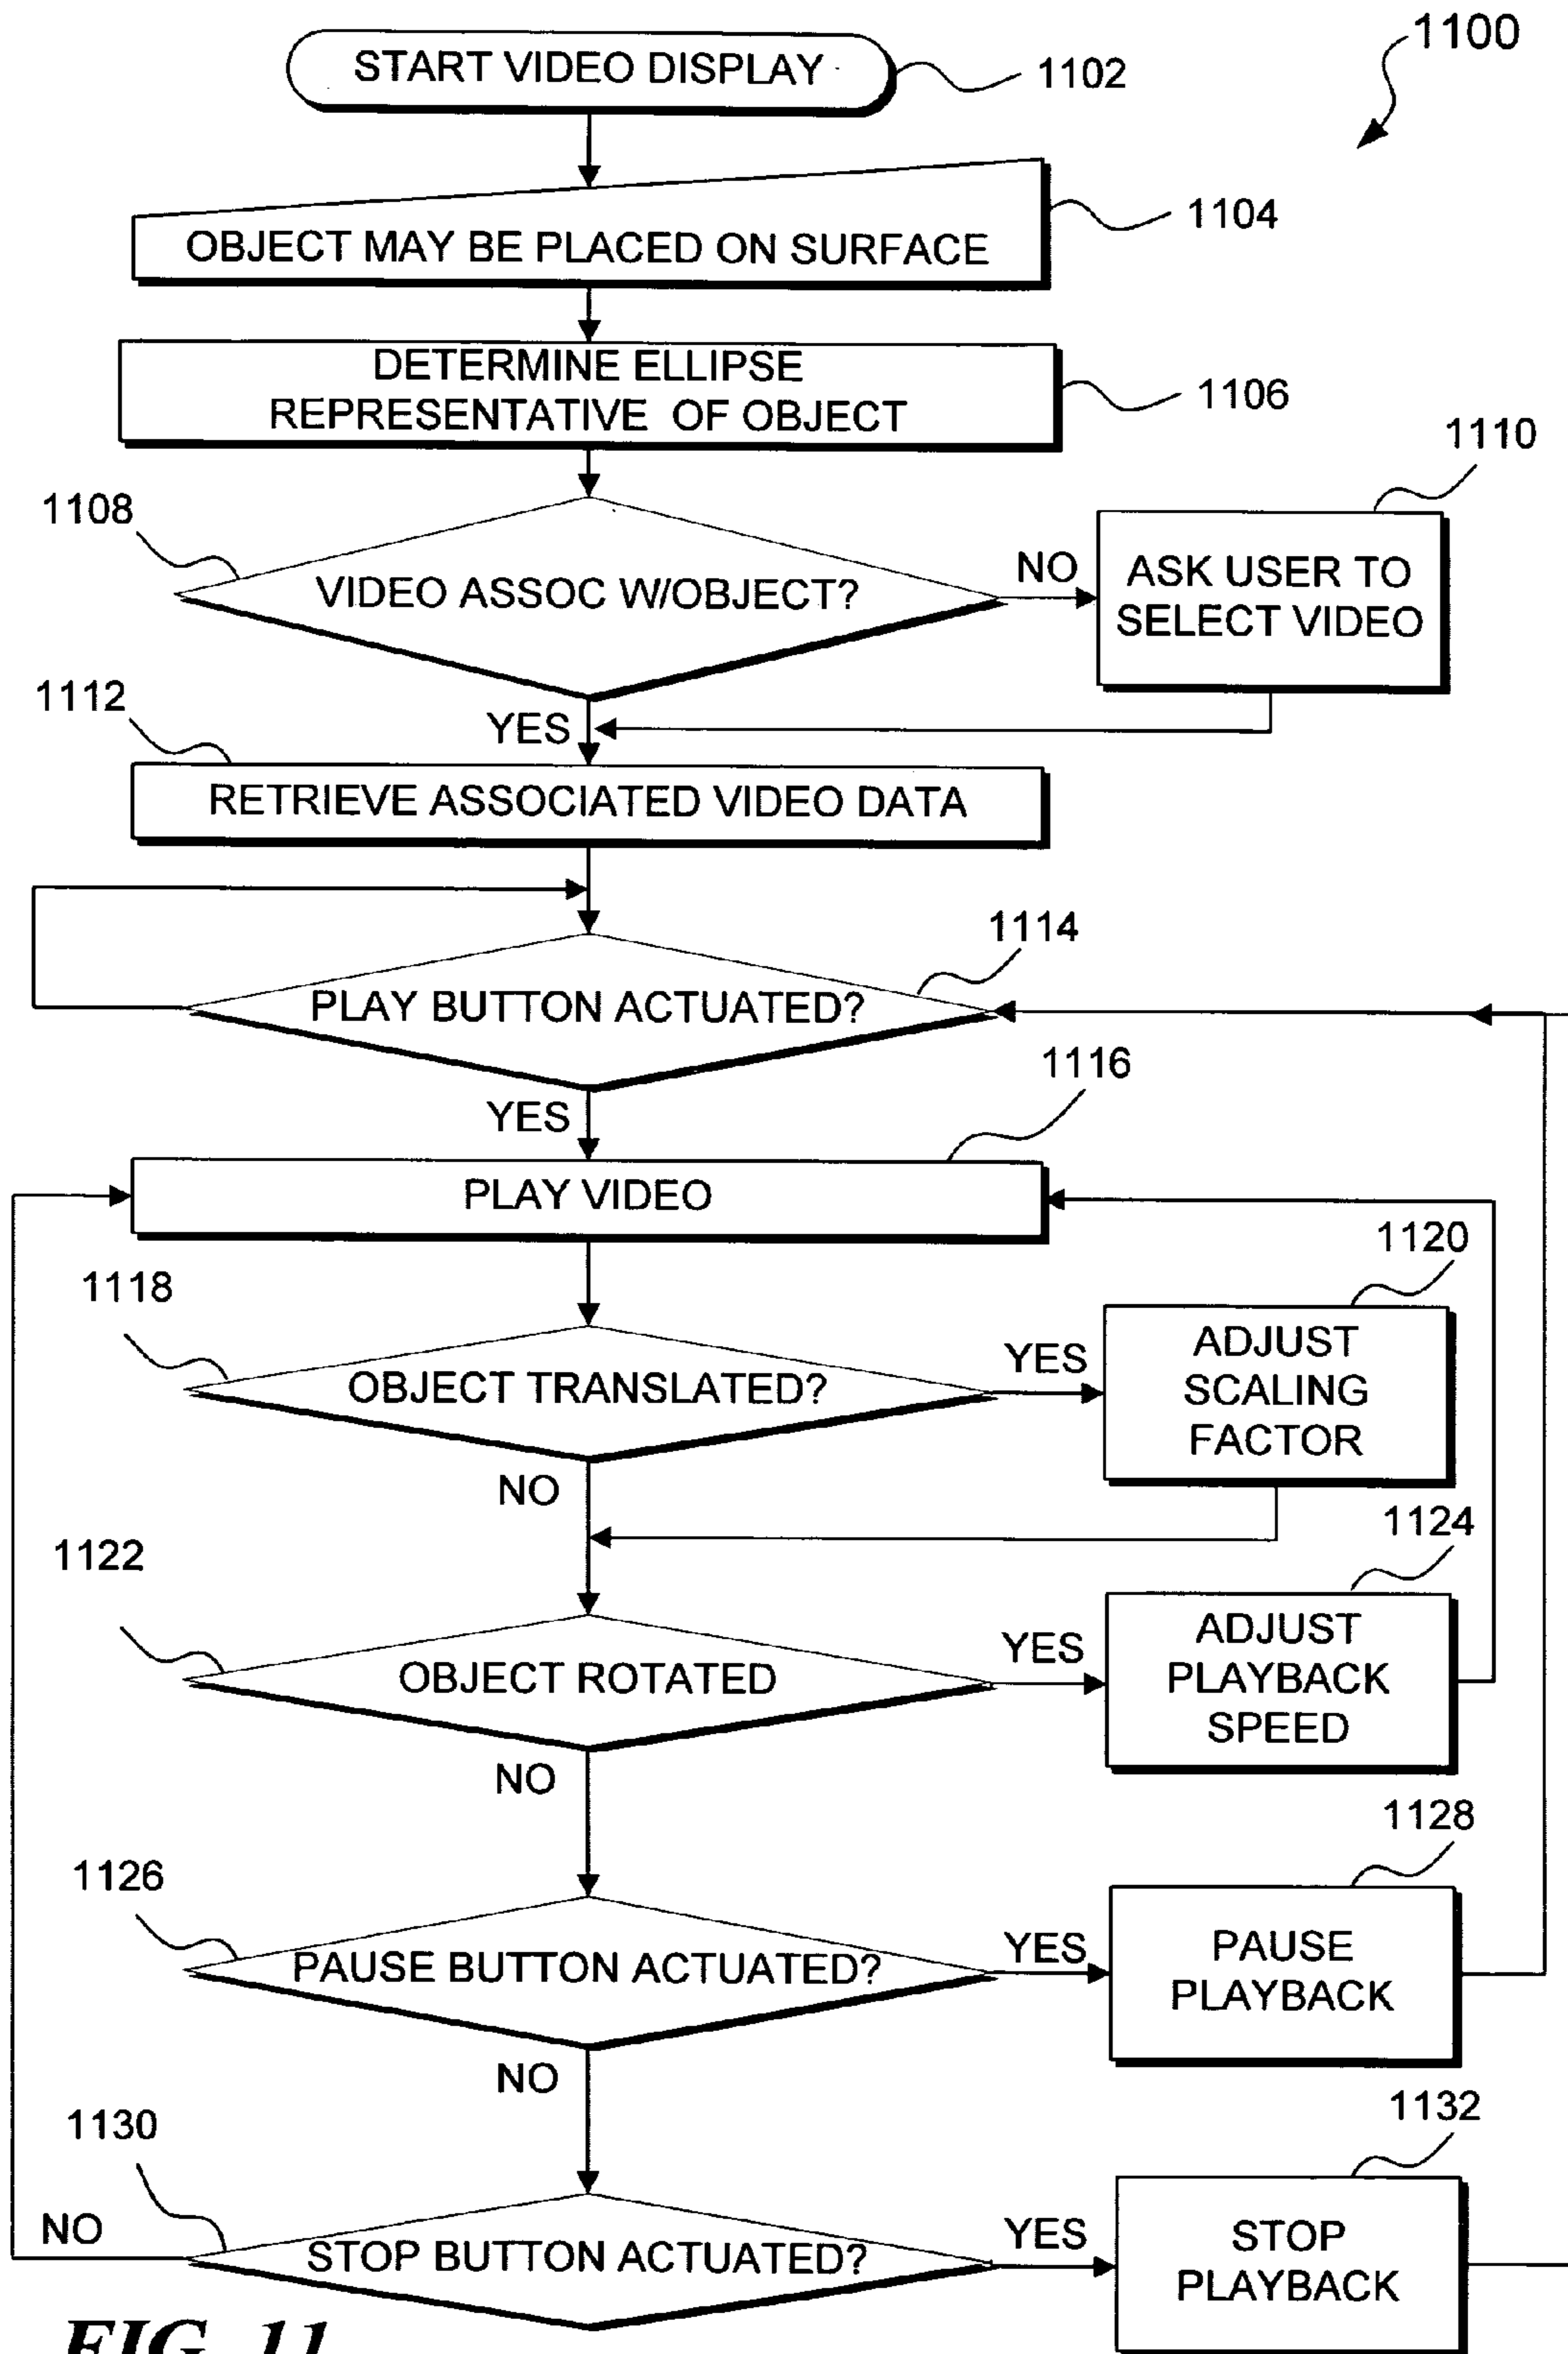 1100
START VIDEO DISPLAY
1102
1104
OBJECT MAY BE PLACED ON SURFACE
DETERMINE ELLIPSE
REPRESENTATIVE OF OBJECT
1106
1110
1108
VIDEO ASSOC W/OBJECT?
NO
ASK USER TO
SELECT VIDEO
1112
YES
RETRIEVE ASSOCIATED VIDEO DATA
1114
PLAY BUTTON ACTUATED?
1116
YES
PLAY VIDEO
1120
1118
OBJECT TRANSLATED?
YES
ADJUST
SCALING
FACTOR
NO
1124
1122
OBJECT ROTATED
YES
ADJUST
PLAYBACK
SPEED
NO
1128
1126
PAUSE BUTTON ACTUATED?
YES
PAUSE
PLAYBACK
NO
1132
1130
NO
STOP BUTTON ACTUATED?
YES
STOP
PLAYBACK
FIG. 11